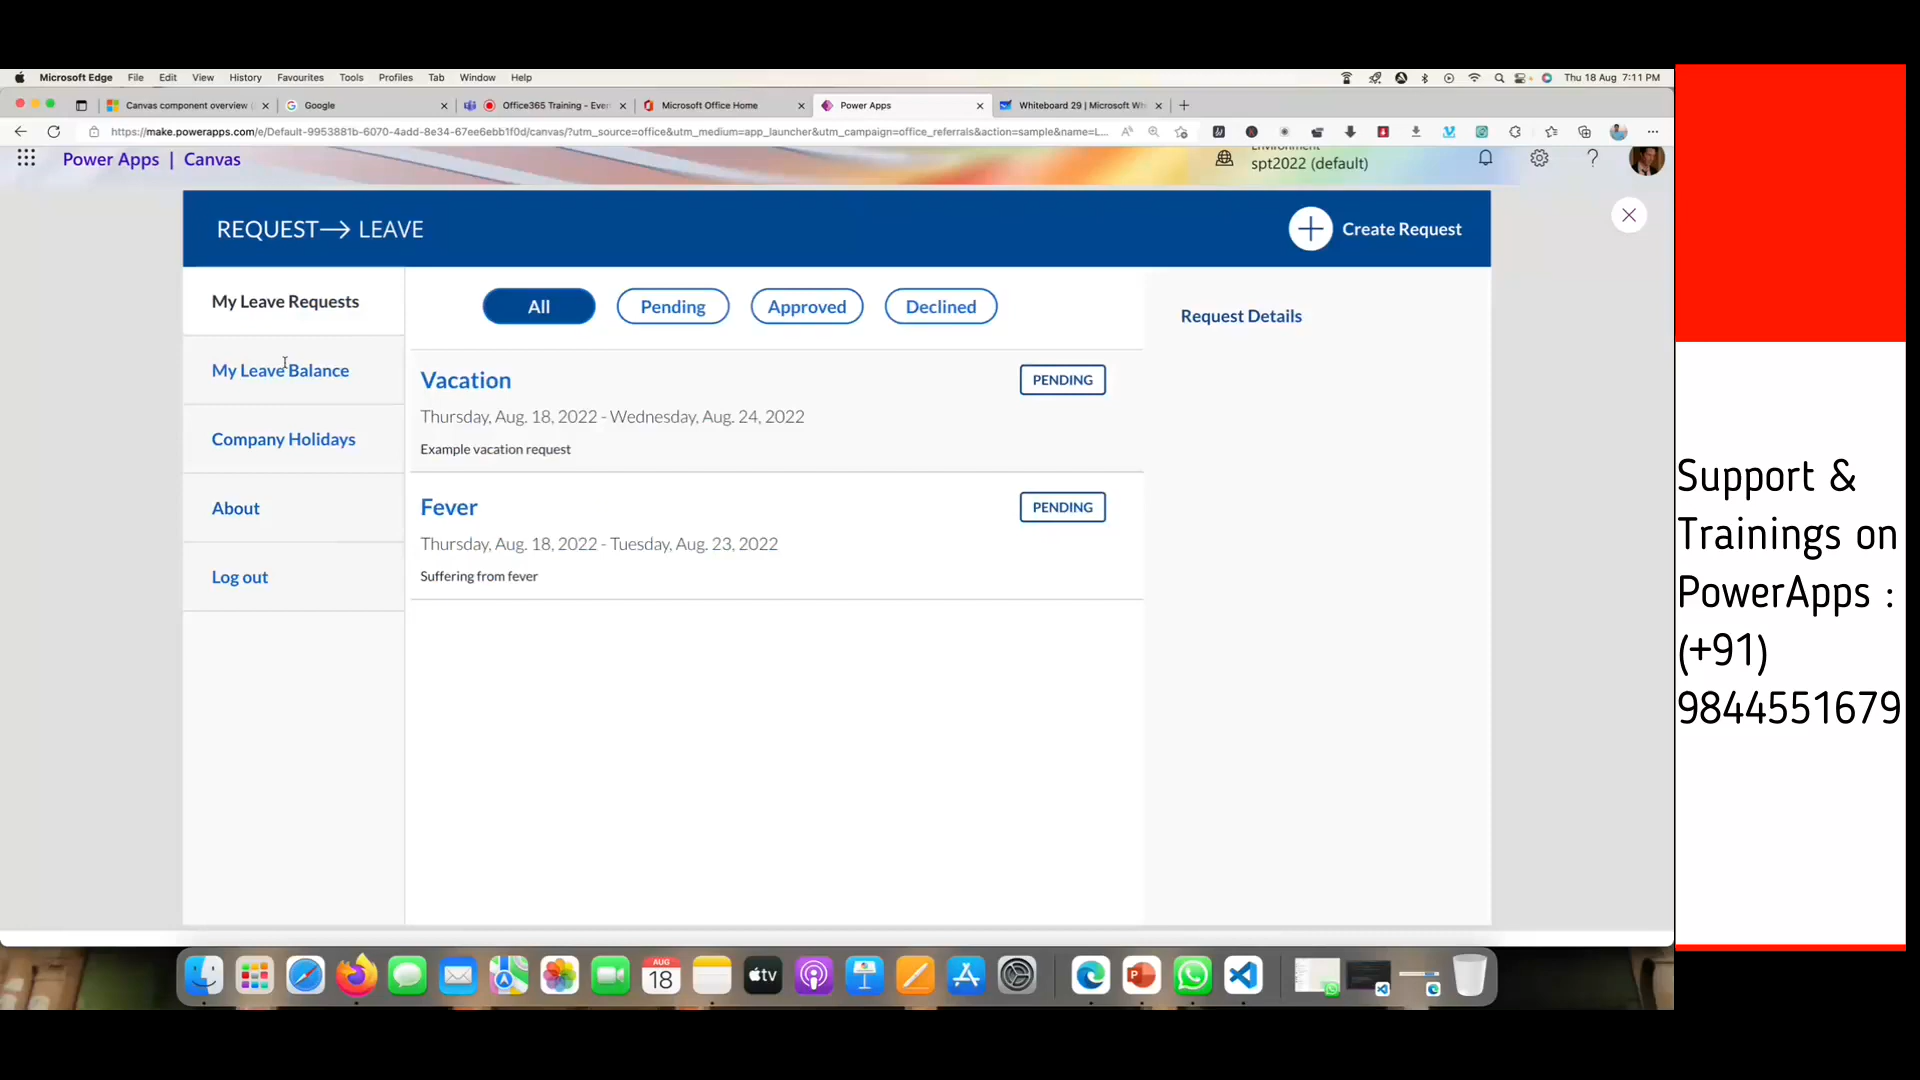 Microsoft Edge File Edit View History Favourites Tools Profiles Tab Window Help Thu 18 Aug 7:11 PM
Canvas component overview Google Office365 Training - Even Microsoft Office Home Power Apps Whiteboard 29 | Microsoft Wh
https://make.powerapps.com/e/Default-9953881b-6070-4add-8e34-67ee6ebb1f0d/canvas/?utm_source=office&utm_medium=app_launcher&utm_campaign=office_referrals&action=sample&name=L...
Power Apps | Canvas
spt2022 (default)
REQUEST→ LEAVE
Create Request
My Leave Requests
My Leave Balance
Company Holidays
About
Log out
All Pending Approved Declined
Vacation PENDING
Thursday, Aug. 18, 2022 - Wednesday, Aug. 24, 2022
Example vacation request
Fever PENDING
Thursday, Aug. 18, 2022 - Tuesday, Aug. 23, 2022
Suffering from fever
Request Details
Support &
Trainings on
PowerApps :
(+91)
9844551679
AUG
18
tv